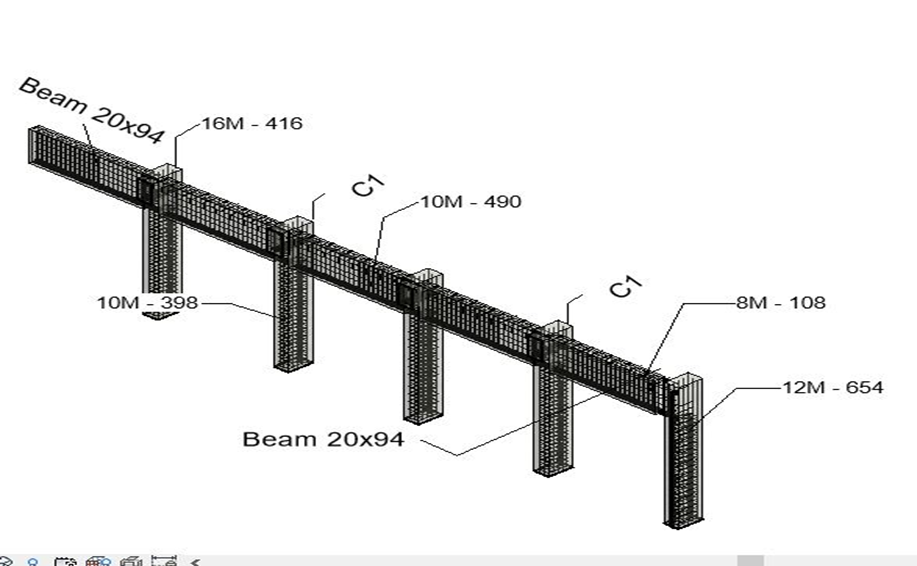 Beam 20x94
16M - 416
C1
10M - 490
C1
10M - 398
8M - 108
12M - 654
Beam 20x94